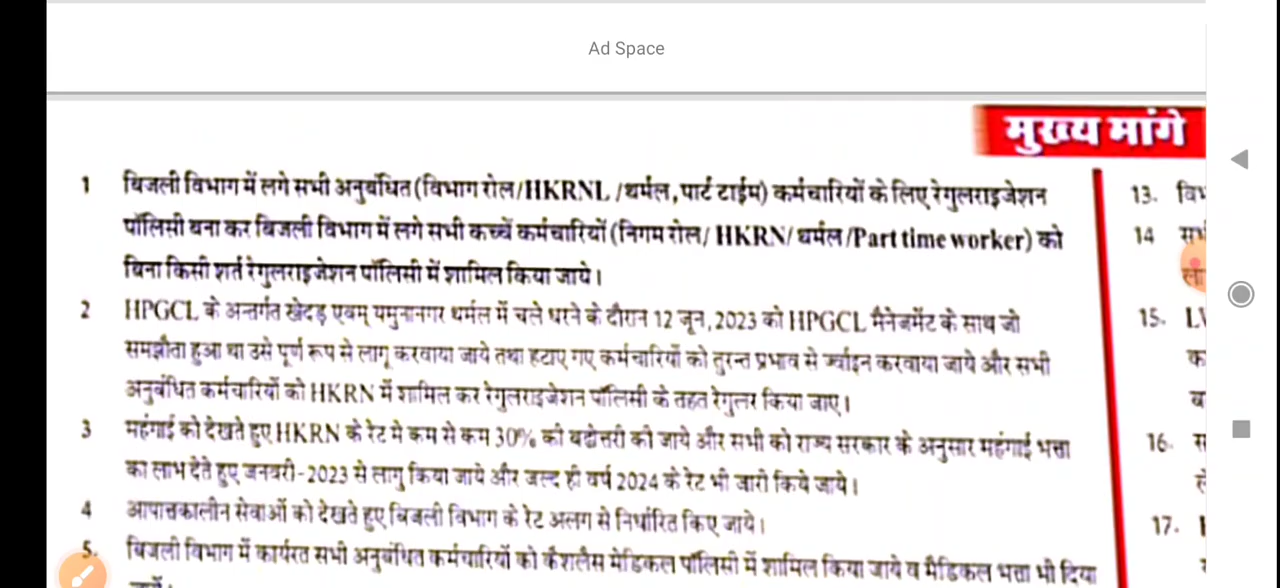 Ad Space
मुख्य मांगे
1 बिजली विभाग में लगे सभी अनुबंधित (विभाग रोल/HKRNL /थर्मल, पार्ट टाईम) कर्मचारियों के लिए रेगुलराइजेशन
पॉलिसी बना कर बिजली विभाग में लगे सभी कच्चें कर्मचारियों (निगम रोल/ HKRN/ थर्मल /Part time worker) को
बिना किसी शर्त रेगुलराइजेशन पॉलिसी में शामिल किया जाये।
2 HPGCL के अन्तर्गत खेदड़ एवम् यमुनानगर थर्मल में चले धरने के दौरान 12 जून, 2023 को HPGCL मैनेजमेंट के साथ जो
समझौता हुआ था उसे पूर्ण रूप से लागू करवाया जाये तथा हटाए गए कर्मचारियों को तुरन्त प्रभाव से ज्वाईन करवाया जाये और सभी
अनुबंधित कर्मचारियों को HKRN में शामिल कर रेगुलराइजेशन पॉलिसी के तहत रेगुलर किया जाए।
3 महंगाई को देखते हुए HKRN के रेट मे कम से कम 30% की बढोत्तरी की जाये और सभी को राज्य सरकार के अनुसार महंगाई भत्ता
का लाभ देते हुए जनवरी-2023 से लागु किया जाये और जल्द ही वर्ष 2024 के रेट भी जारी किये जाये।
4 आपात्तकालीन सेवाओं को देखते हुए बिजली विभाग के रेट अलग से निर्धारित किए जाये।
5. बिजली विभाग में कार्यरत सभी अनुबंधित कर्मचारियों को कैशलैस मेडिकल पॉलिसी में शामिल किया जाये व मैडिकल भत्ता भी दिया
13.
14
15.
16.
17.